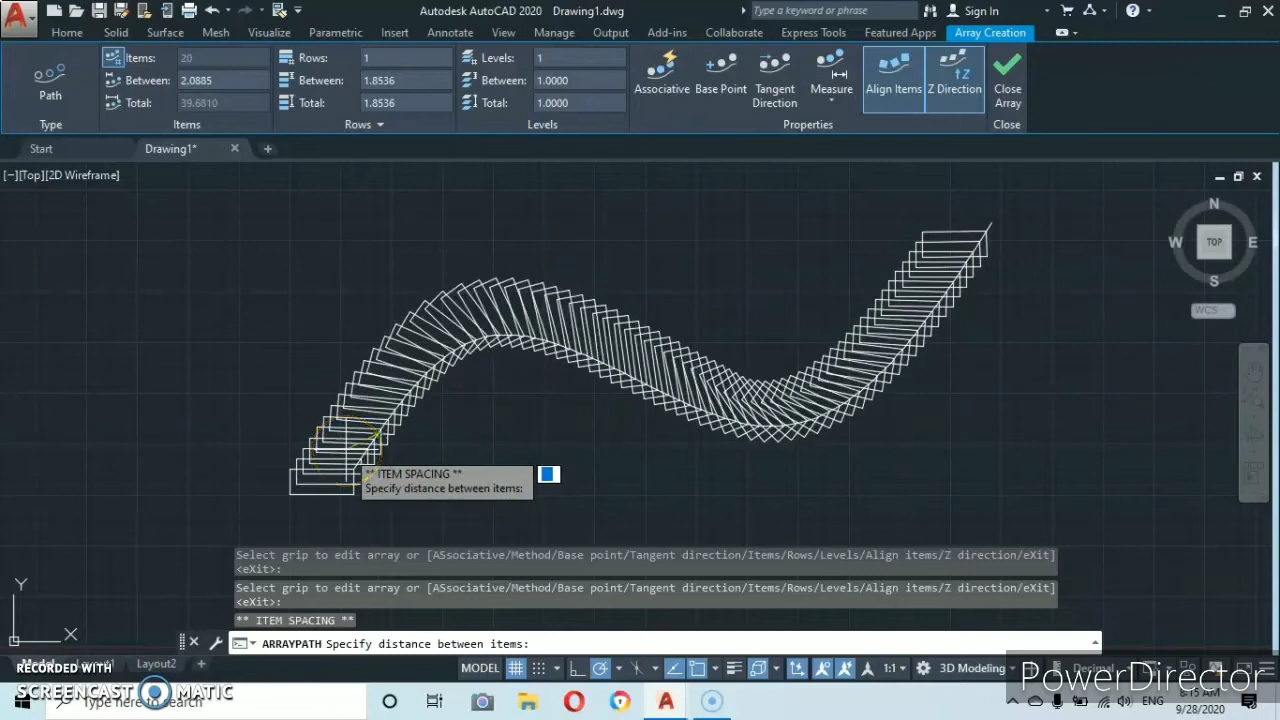 Autodesk AutoCAD 2020 Drawing1.dwg
Type a keyword or phrase
Sign In
Home Solid Surface Mesh Visualize Parametric Insert Annotate View Manage Output Add-ins Collaborate Express Tools Featured Apps Array Creation
Items: 20 Rows: 1 Levels: 1
Between: 2.0885 Between: 1.8536 Between: 1.0000
Total: 39.6810 Total: 1.8536 Total: 1.0000
Path
Associative Base Point Tangent Direction Measure Align Items Z Direction Close Array
Type Items Rows Levels Properties Close
Start Drawing1*
[−][Top][2D Wireframe]
N
W TOP E
S
WCS
** ITEM SPACING **
Specify distance between items:
Select grip to edit array or [ASsociative/Method/Base point/Tangent direction/Items/Rows/Levels/Align items/Z direction/eXit]
<eXit>:
Select grip to edit array or [ASsociative/Method/Base point/Tangent direction/Items/Rows/Levels/Align items/Z direction/eXit]
<eXit>:
** ITEM SPACING **
Y
X
ARRAYPATH Specify distance between items:
RECORDED WITH
SCREENCAST MATIC
Layout2
MODEL 1:1 3D Modeling Decimal
PowerDirector
Type here to search
ENG
8:15 AM
9/28/2020